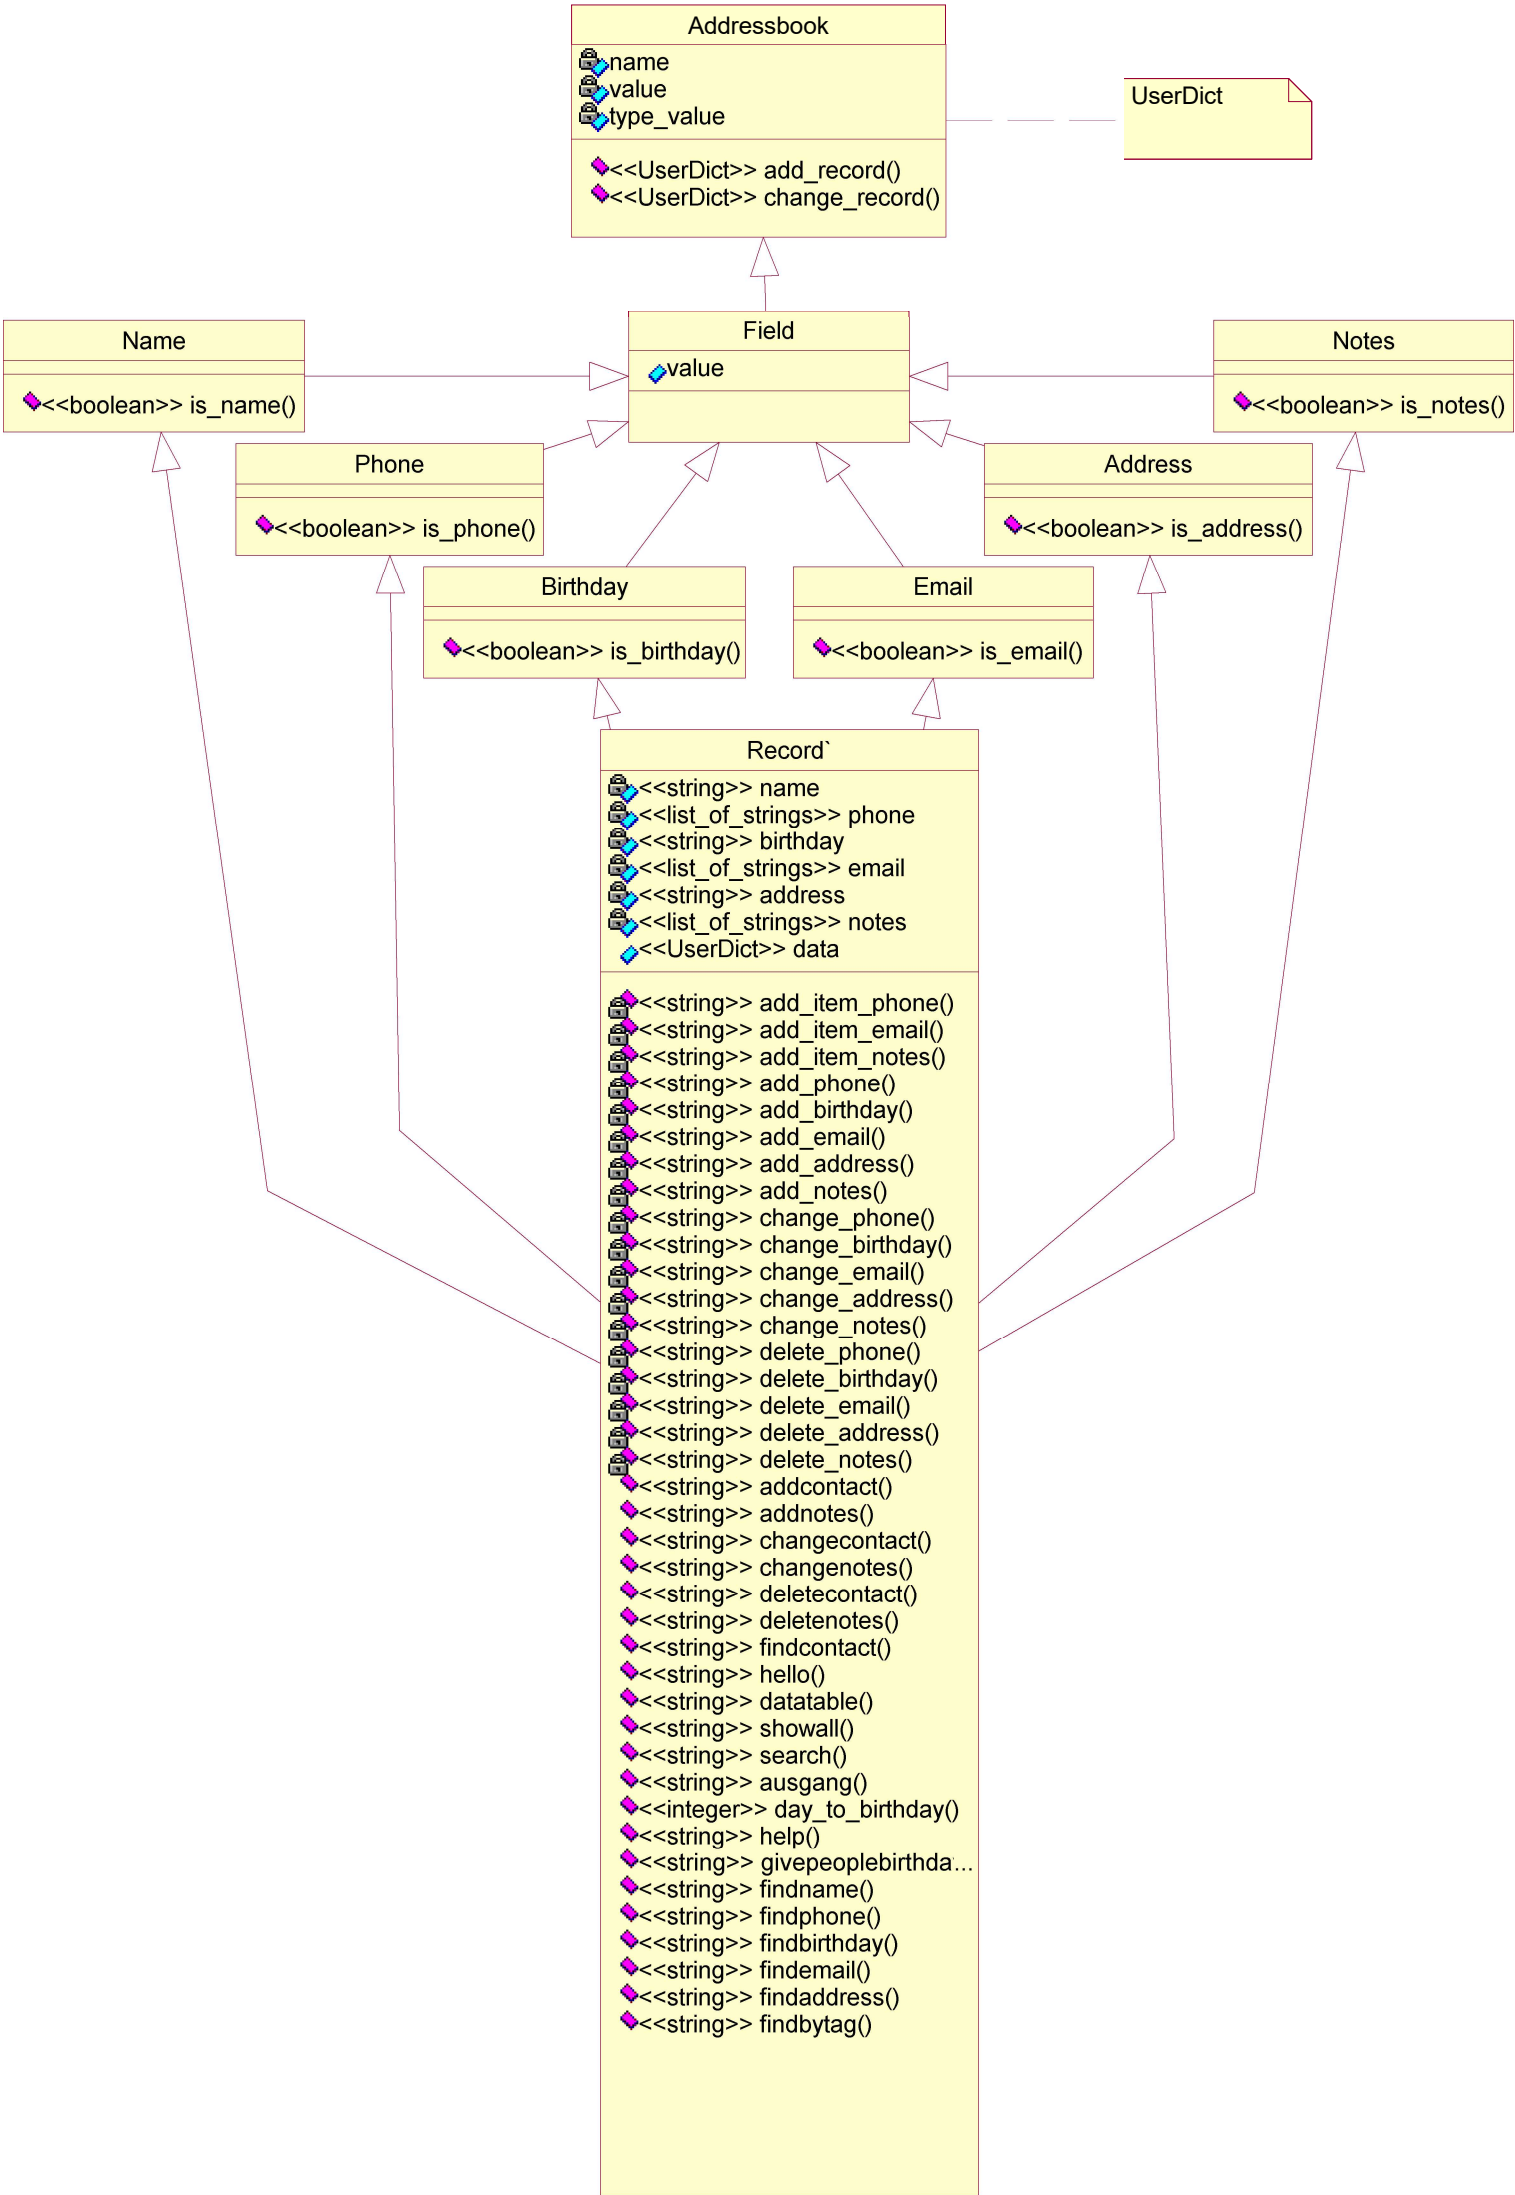 Addressbook
name
value
type_value
<<UserDict>> add_record()
<<UserDict>> change_record()
UserDict
Name
<<boolean>> is_name()
Field
value
Notes
<<boolean>> is_notes()
Phone
<<boolean>> is_phone()
Address
<<boolean>> is_address()
Birthday
<<boolean>> is_birthday()
Email
<<boolean>> is_email()
Record`
<<string>> name
<<list_of_strings>> phone
<<string>> birthday
<<list_of_strings>> email
<<string>> address
<<list_of_strings>> notes
<<UserDict>> data
<<string>> add_item_phone()
<<string>> add_item_email()
<<string>> add_item_notes()
<<string>> add_phone()
<<string>> add_birthday()
<<string>> add_email()
<<string>> add_address()
<<string>> add_notes()
<<string>> change_phone()
<<string>> change_birthday()
<<string>> change_email()
<<string>> change_address()
<<string>> change_notes()
<<string>> delete_phone()
<<string>> delete_birthday()
<<string>> delete_email()
<<string>> delete_address()
<<string>> delete_notes()
<<string>> addcontact()
<<string>> addnotes()
<<string>> changecontact()
<<string>> changenotes()
<<string>> deletecontact()
<<string>> deletenotes()
<<string>> findcontact()
<<string>> hello()
<<string>> datatable()
<<string>> showall()
<<string>> search()
<<string>> ausgang()
<<integer>> day_to_birthday()
<<string>> help()
<<string>> givepeoplebirthda...
<<string>> findname()
<<string>> findphone()
<<string>> findbirthday()
<<string>> findemail()
<<string>> findaddress()
<<string>> findbytag()